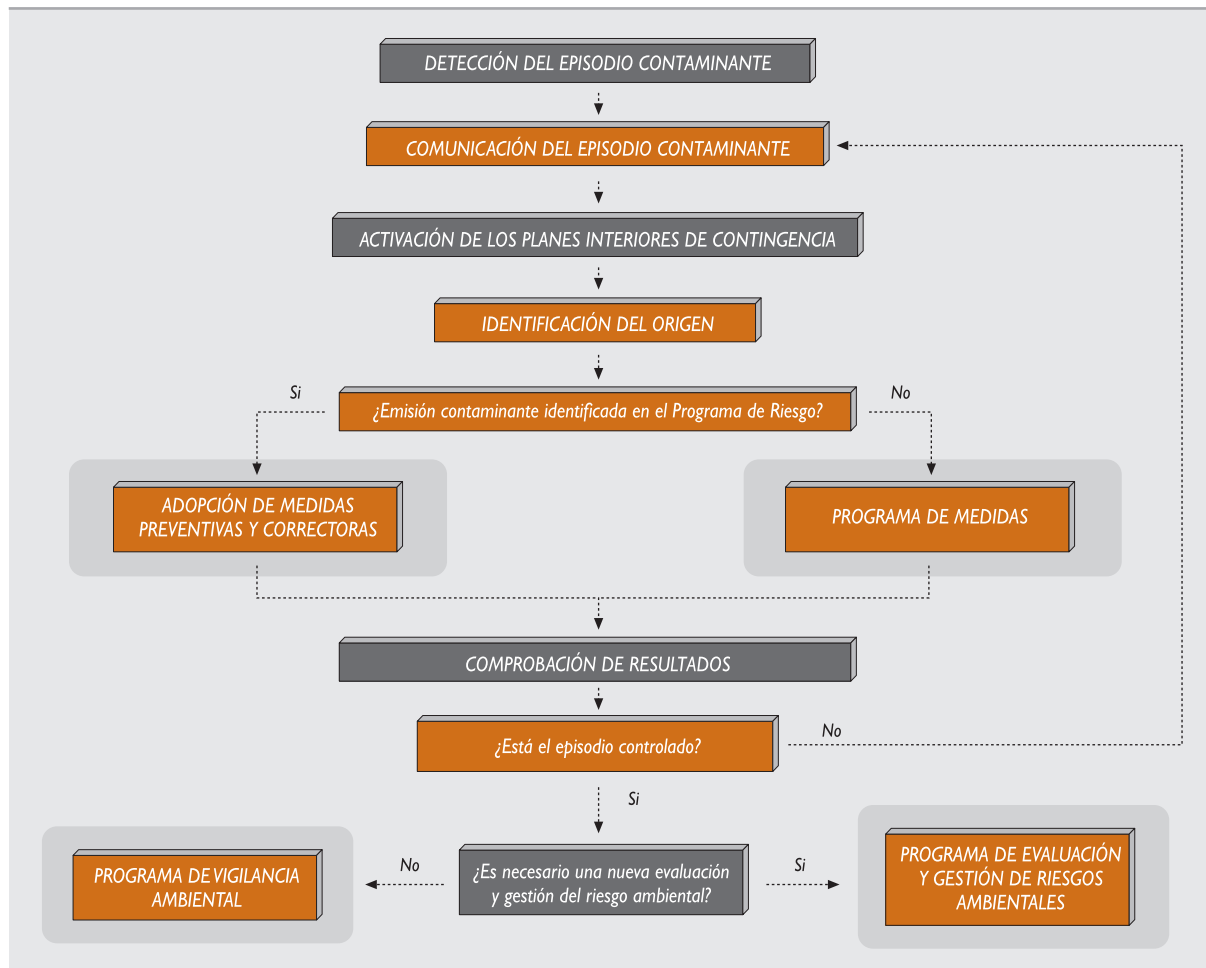 DETECCIÓN DEL EPISODIO CONTAMINANTE
COMUNICACIÓN DEL EPISODIO CONTAMINANTE
ACTIVACIÓN DE LOS PLANES INTERIORES DE CONTINGENCIA
IDENTIFICACIÓN DEL ORIGEN
Si
¿Emisión contaminante identificada en el Programa de Riesgo?
No
ADOPCIÓN DE MEDIDAS
PREVENTIVAS Y CORRECTORAS
PROGRAMA DE MEDIDAS
COMPROBACIÓN DE RESULTADOS
¿Está el episodio controlado?
No
Si
PROGRAMA DE VIGILANCIA
AMBIENTAL
No
¿Es necesario una nueva evaluación
y gestión del riesgo ambiental?
Si
PROGRAMA DE EVALUACIÓN
Y GESTIÓN DE RIESGOS
AMBIENTALES